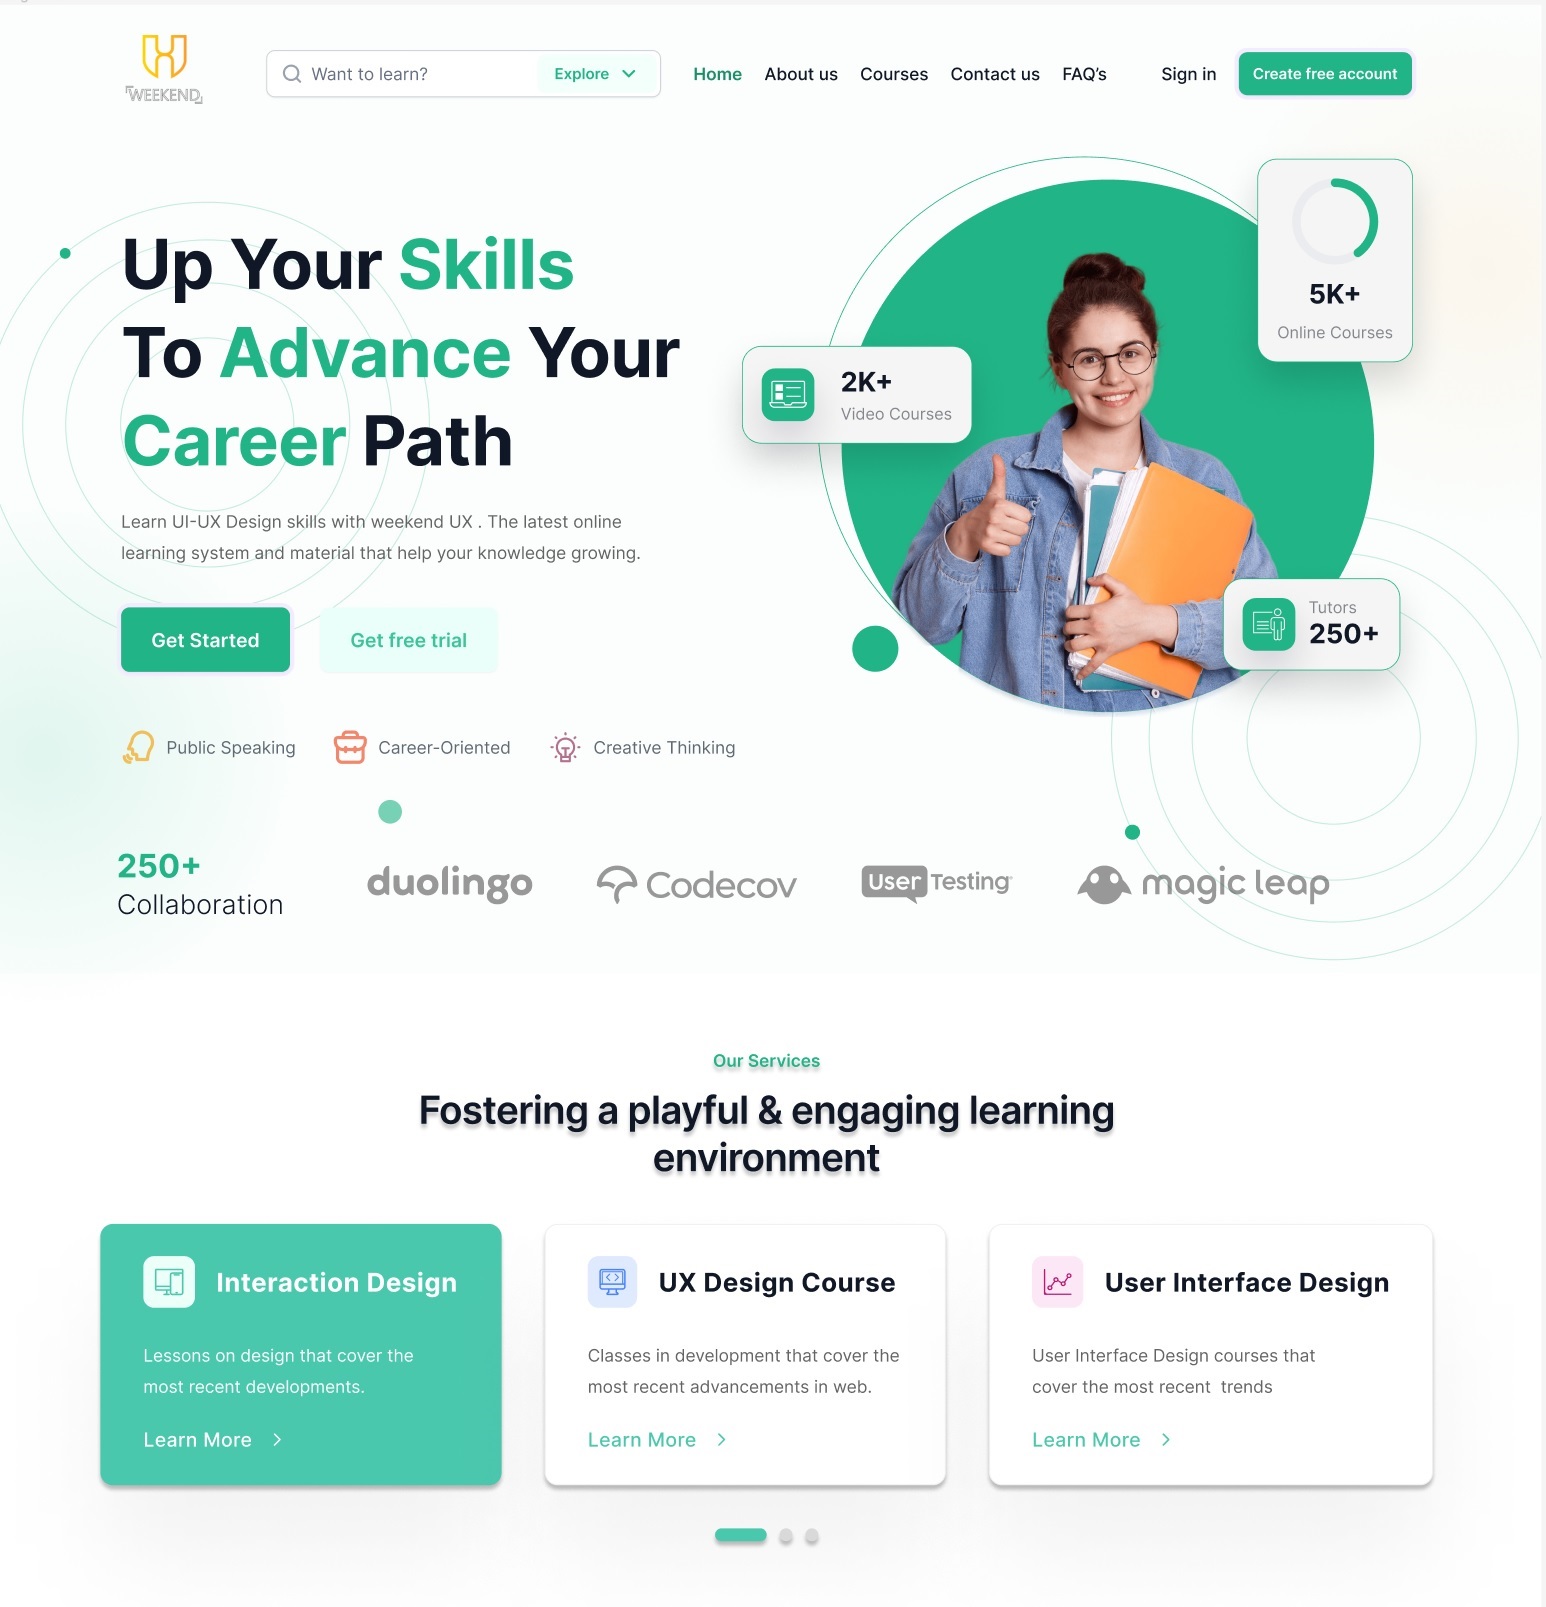 WEEKEND
Want to learn?
Explore
Home
About us
Courses
Contact us
FAQ's
Sign in
Create free account
Up Your Skills
To Advance Your
Career Path
Learn UI-UX Design skills with weekend UX . The latest online
learning system and material that help your knowledge growing.
Get Started
Get free trial
Public Speaking
Career-Oriented
Creative Thinking
5K+
Online Courses
2K+
Video Courses
Tutors
250+
250+
Collaboration
duolingo
Codecov
UserTesting
magic leap
Our Services
Fostering a playful & engaging learning
environment
Interaction Design
Lessons on design that cover the
most recent developments.
Learn More
UX Design Course
Classes in development that cover the
most recent advancements in web.
Learn More
User Interface Design
User Interface Design courses that
cover the most recent  trends
Learn More